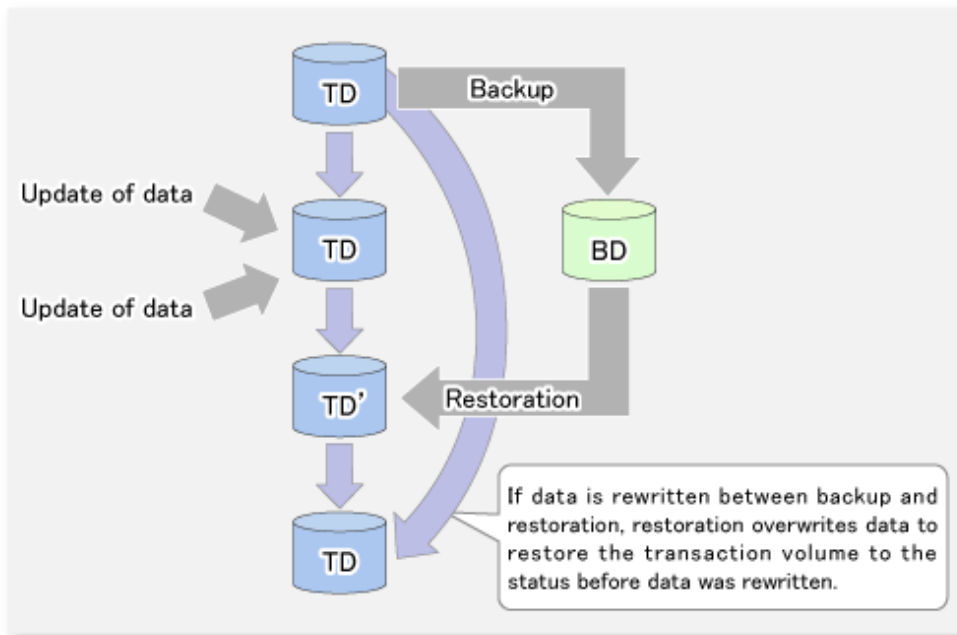 TD
Backup
Update of data
TD
BD
Update of data
TD’
Restoration
If data is rewritten between backup and
restoration, restoration overwrites data to
restore the transaction volume to the
status before data was rewritten.
TD